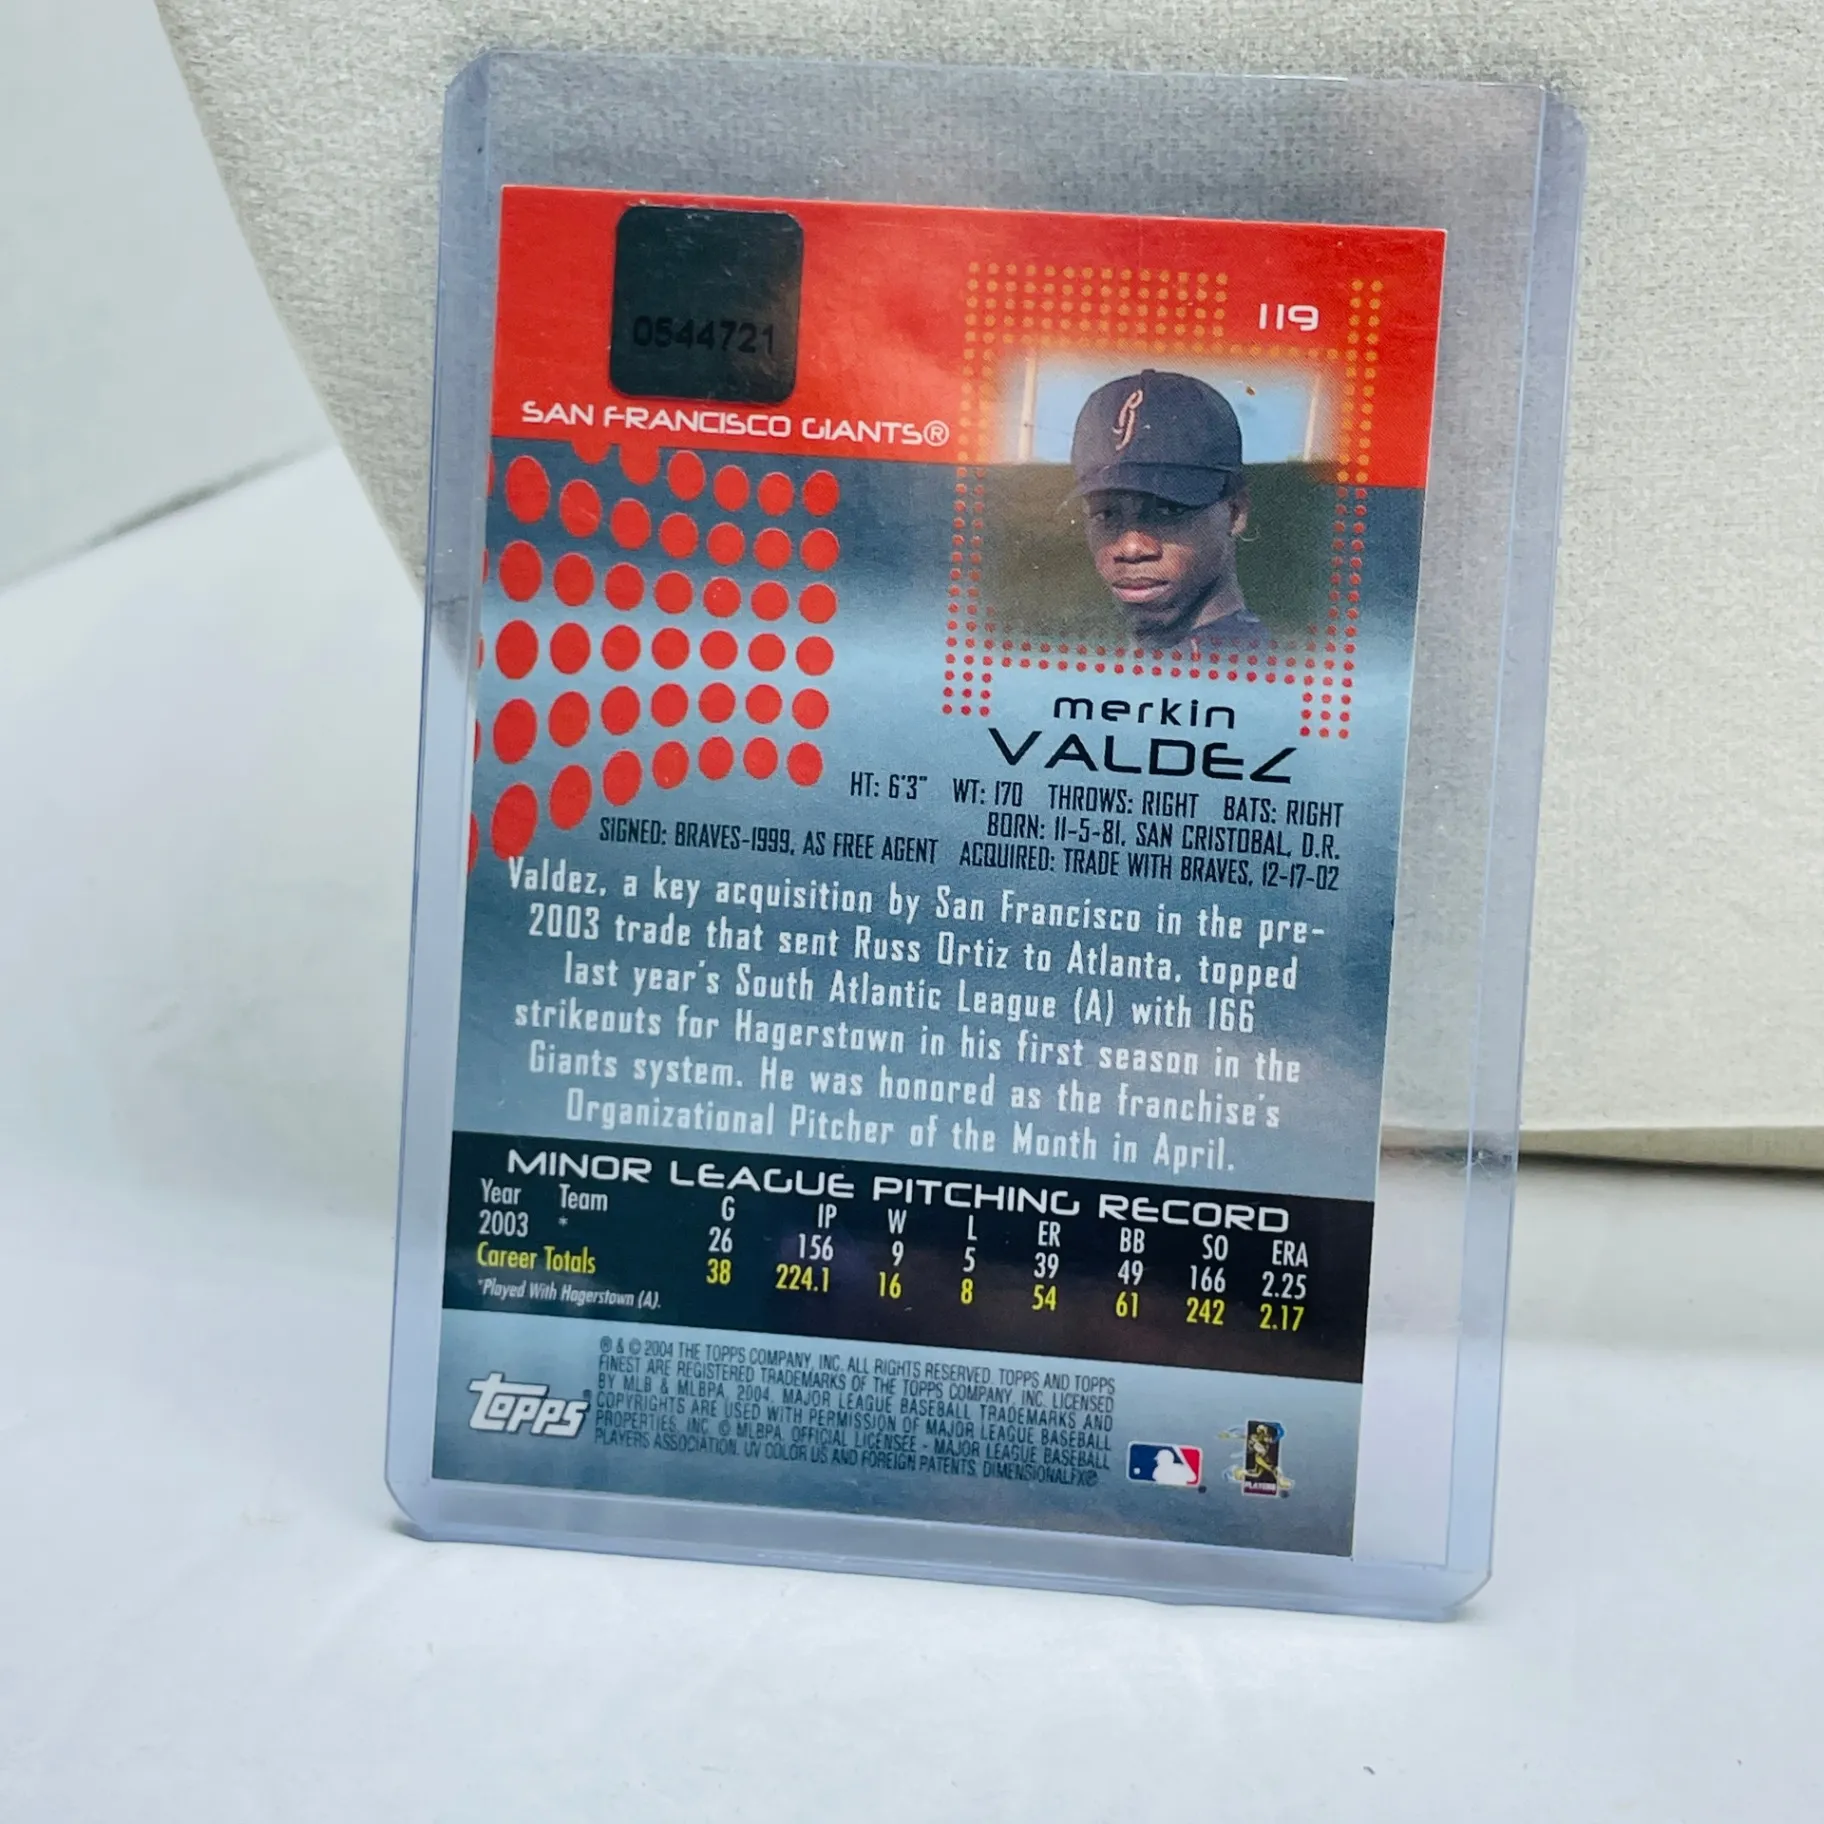 0544721
119
SAN FRANCISCO GIANTS®
merkin
VALDEZ
HT: 6'3" WT: 170 THROWS: RIGHT BATS: RIGHT
BORN: 11-5-81, SAN CRISTOBAL, D.R.
SIGNED: BRAVES-1999, AS FREE AGENT ACQUIRED: TRADE WITH BRAVES, 12-17-02
Valdez, a key acquisition by San Francisco in the pre-
2003 trade that sent Russ Ortiz to Atlanta, topped
last year's South Atlantic League (A) with 166
strikeouts for Hagerstown in his first season in the
Giants system. He was honored as the franchise's
Organizational Pitcher of the Month in April.
MINOR LEAGUE PITCHING RECORD
Year Team G IP W L ER BB SO ERA
2003 * 26 156 9 5 39 49 166 2.25
Career Totals 38 224.1 16 8 54 61 242 2.17
*Played With Hagerstown (A).
® & © 2004 THE TOPPS COMPANY, INC. ALL RIGHTS RESERVED. TOPPS AND TOPPS
FINEST ARE REGISTERED TRADEMARKS OF THE TOPPS COMPANY, INC. LICENSED
BY MLB & MLBPA, 2004. MAJOR LEAGUE BASEBALL TRADEMARKS AND
COPYRIGHTS ARE USED WITH PERMISSION OF MAJOR LEAGUE BASEBALL
PROPERTIES, INC. © MLBPA, OFFICIAL LICENSEE - MAJOR LEAGUE BASEBALL
PLAYERS ASSOCIATION. UV COLOR US AND FOREIGN PATENTS. DIMENSIONALFX®
topps®
PLAYERS